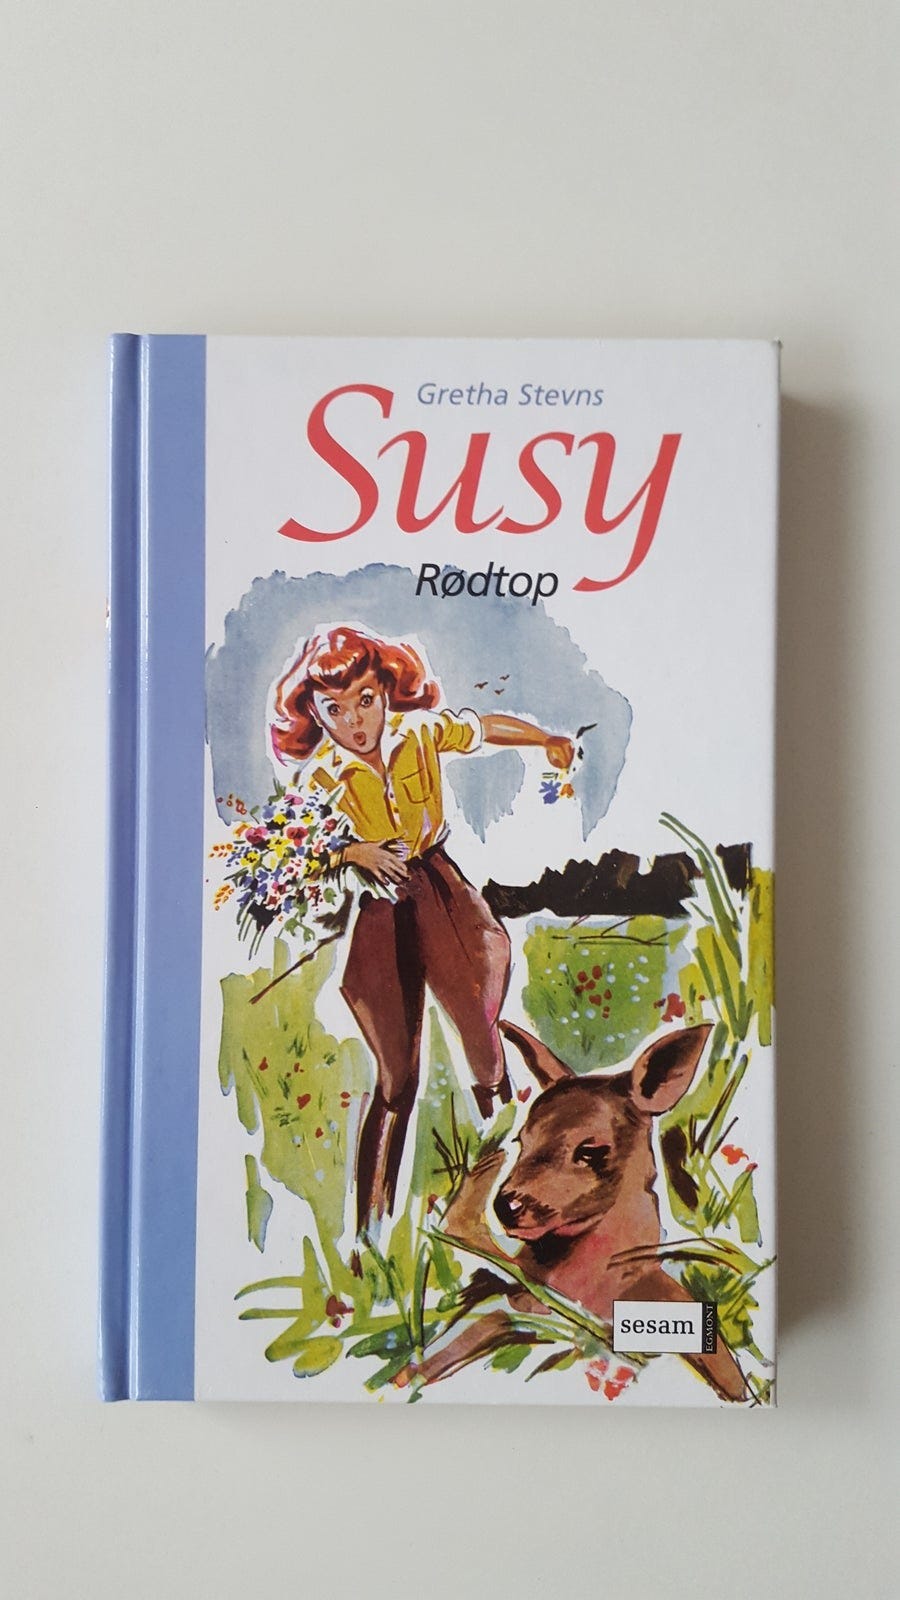 Gretha Stevns
Susy
Rødtop
sesam
EGMONT